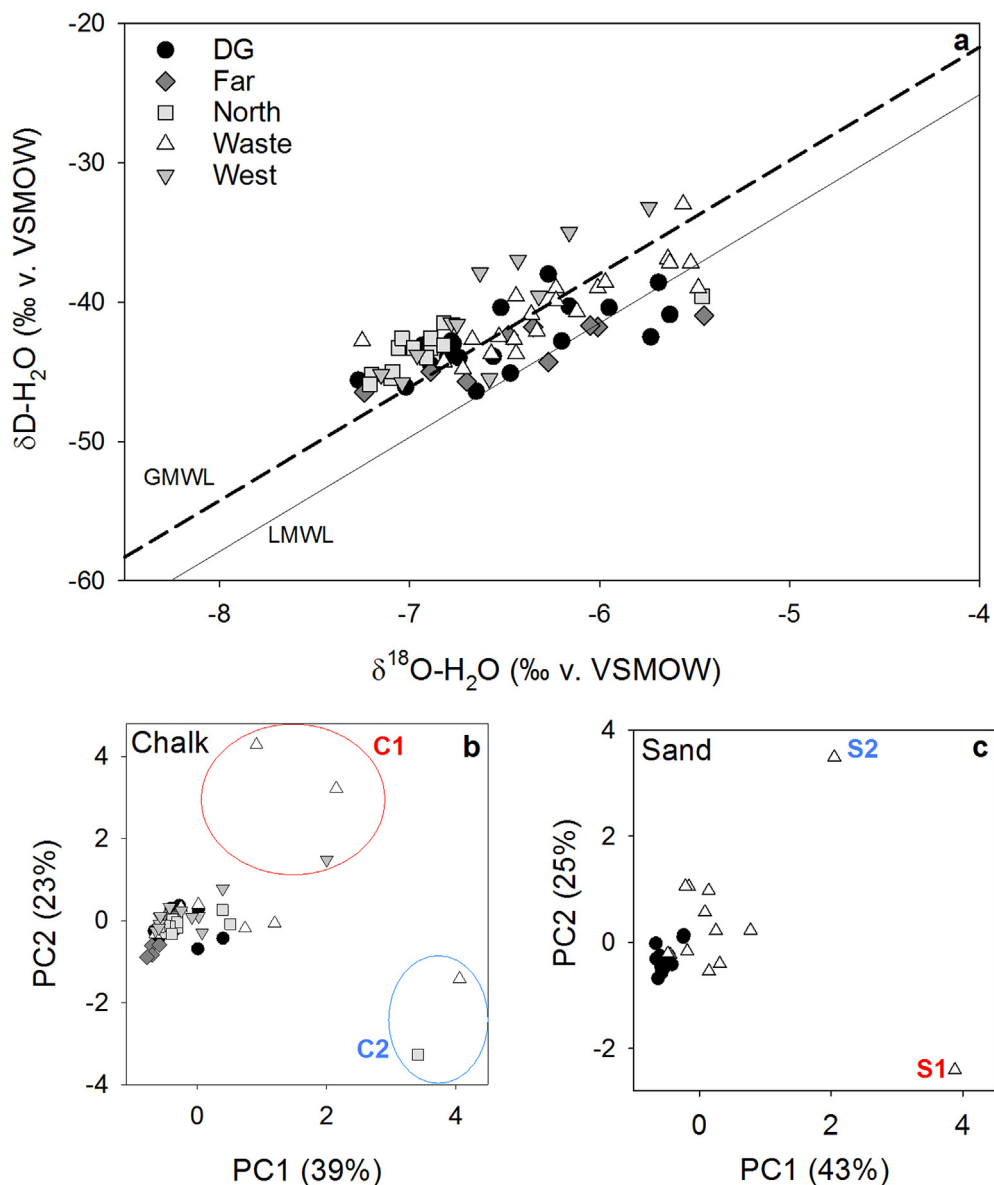 -20
-30
-40
-50
-60
δD-H₂O (‰ v. VSMOW)
a
DG
Far
North
Waste
West
GMWL
LMWL
-8
-7
-6
-5
-4
δ¹⁸O-H₂O (‰ v. VSMOW)
Chalk
b
C1
C2
4
2
0
-2
-4
PC2 (23%)
0
2
4
PC1 (39%)
Sand
c
S2
S1
4
2
0
-2
PC2 (25%)
0
2
4
PC1 (43%)